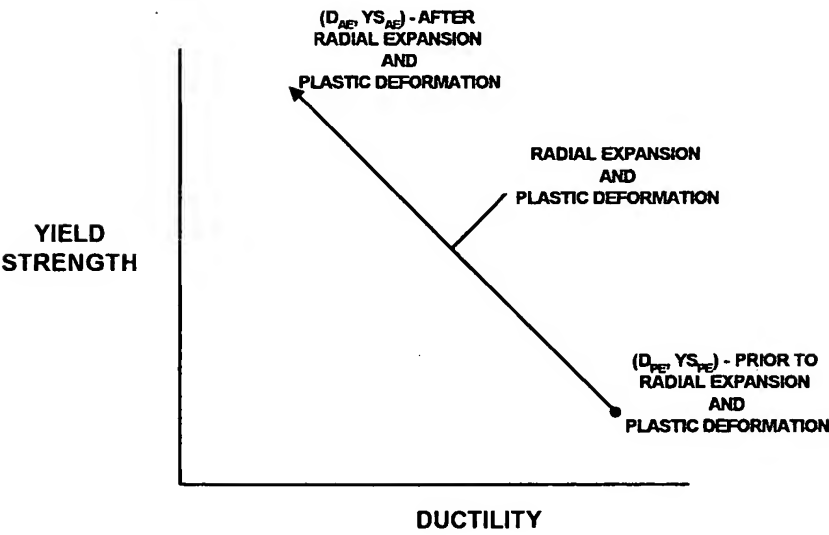 (D_AE, YS_AE) - AFTER
RADIAL EXPANSION
AND
PLASTIC DEFORMATION
RADIAL EXPANSION
AND
PLASTIC DEFORMATION
YIELD
STRENGTH
(D_PE, YS_PE) - PRIOR TO
RADIAL EXPANSION
AND
PLASTIC DEFORMATION
DUCTILITY